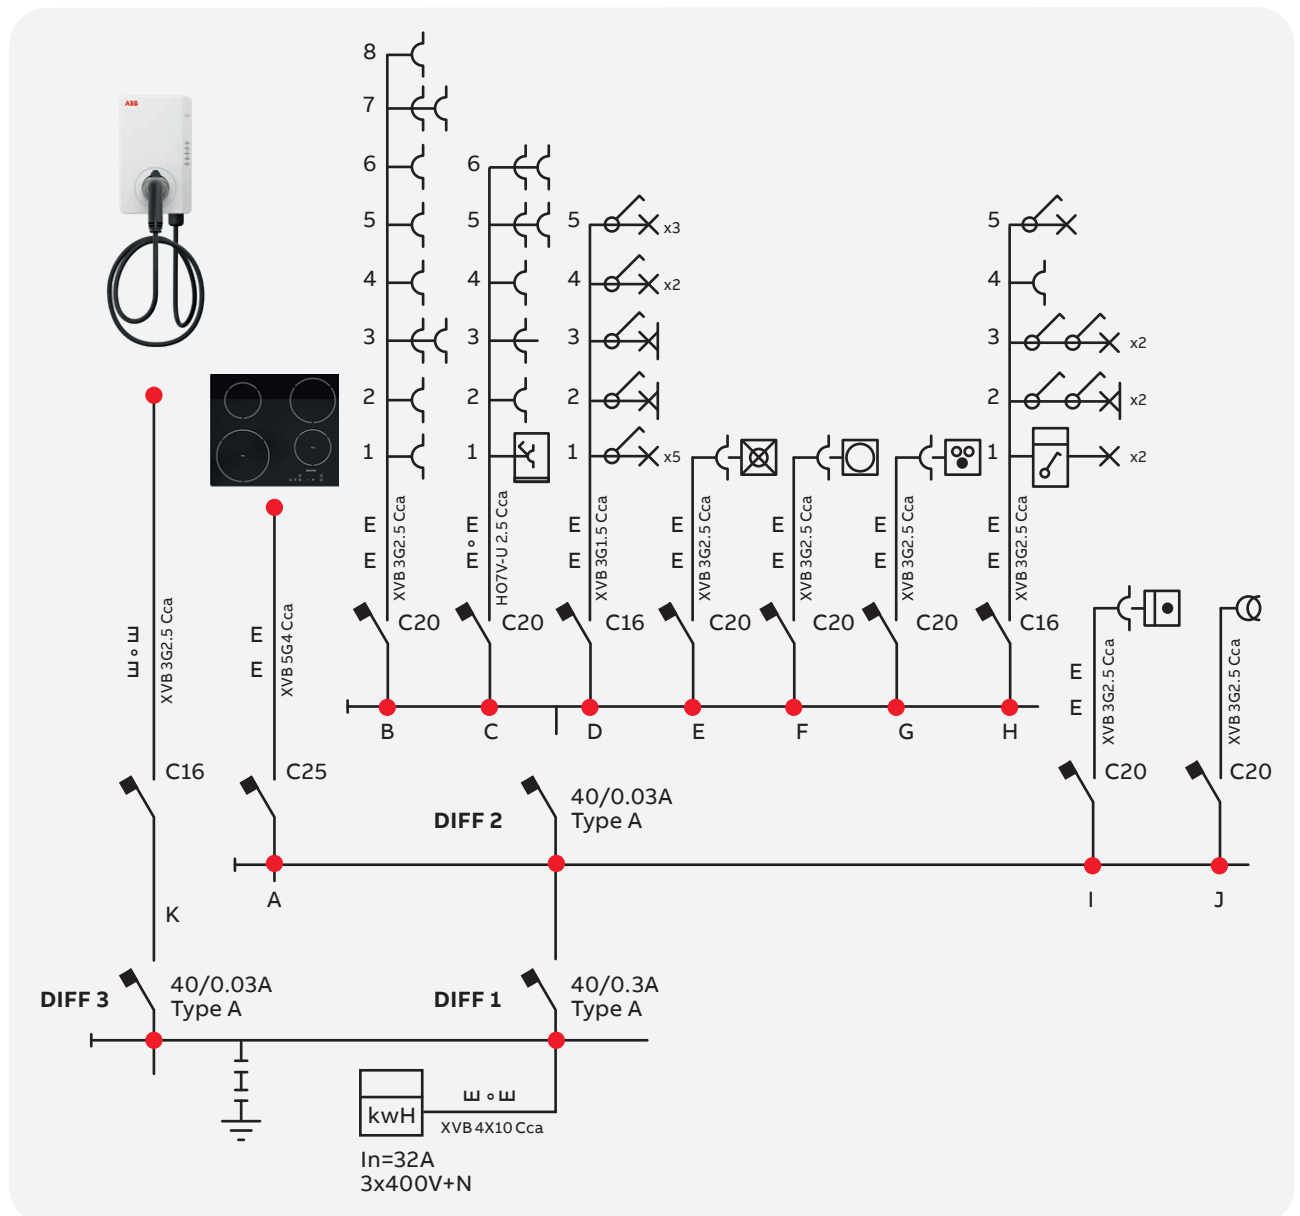 8
7
6
5
4
3
2
1
6
5
4
3
2
1
5
4
3
2
1
x3
x2
x5
5
4
3
2
1
x2
x2
x2
ABB
E E
XVB 3G2.5 Cca
C20
E E
HO7V-U 2.5 Cca
C20
E E
XVB 3G1.5 Cca
C16
E E
XVB 3G2.5 Cca
C20
E E
XVB 3G2.5 Cca
C20
E E
XVB 3G2.5 Cca
C20
E E
XVB 3G2.5 Cca
C16
B
C
D
E
F
G
H
E E
XVB 3G2.5 Cca
C16
E E
XVB 5G4 Cca
C25
E E
XVB 3G2.5 Cca
C20
XVB 3G2.5 Cca
C20
DIFF 2
40/0.03A
Type A
A
I
J
K
DIFF 3
40/0.03A
Type A
DIFF 1
40/0.3A
Type A
kwH
E E
XVB 4X10 Cca
In=32A
3x400V+N